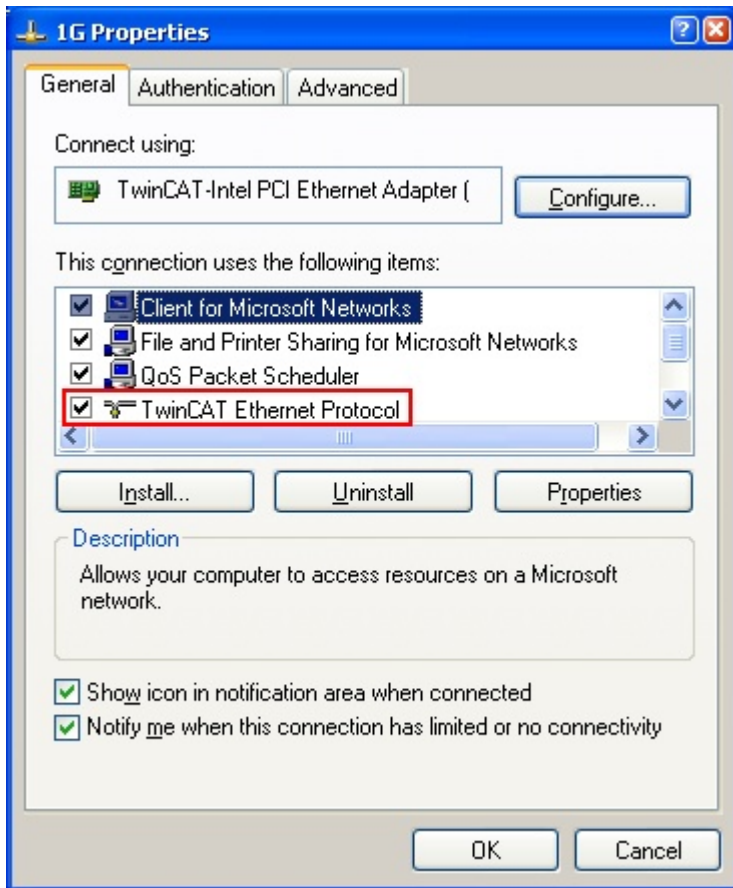 1G Properties
General
Authentication
Advanced
Connect using:
TwinCAT-Intel PCI Ethernet Adapter (
Configure...
This connection uses the following items:
Client for Microsoft Networks
File and Printer Sharing for Microsoft Networks
QoS Packet Scheduler
TwinCAT Ethernet Protocol
Install...
Uninstall
Properties
Description
Allows your computer to access resources on a Microsoft
network.
Show icon in notification area when connected
Notify me when this connection has limited or no connectivity
OK
Cancel